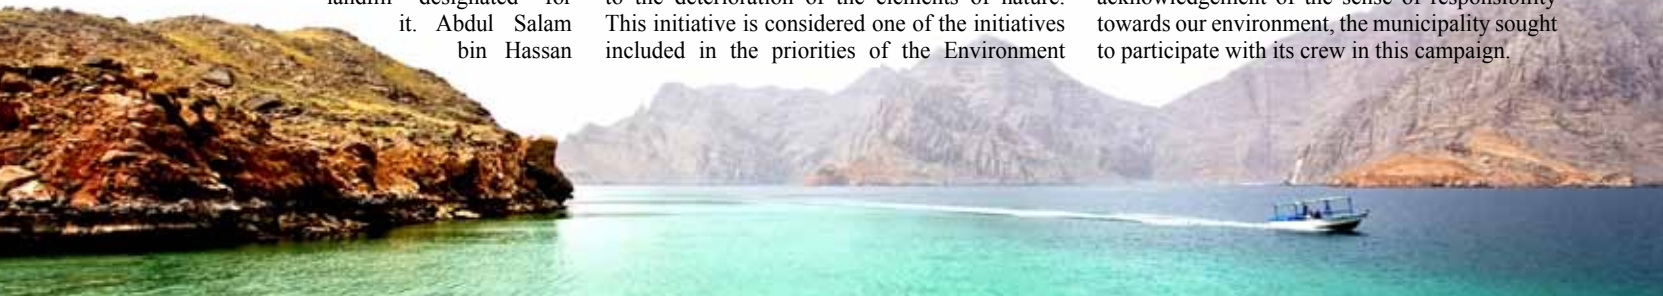 landfill designated for
it. Abdul Salam
bin Hassan
to the deterioration of the elements of nature.
This initiative is considered one of the initiatives
included in the priorities of the Environment
acknowledgement of the sense of responsibility
towards our environment, the municipality sought
to participate with its crew in this campaign.